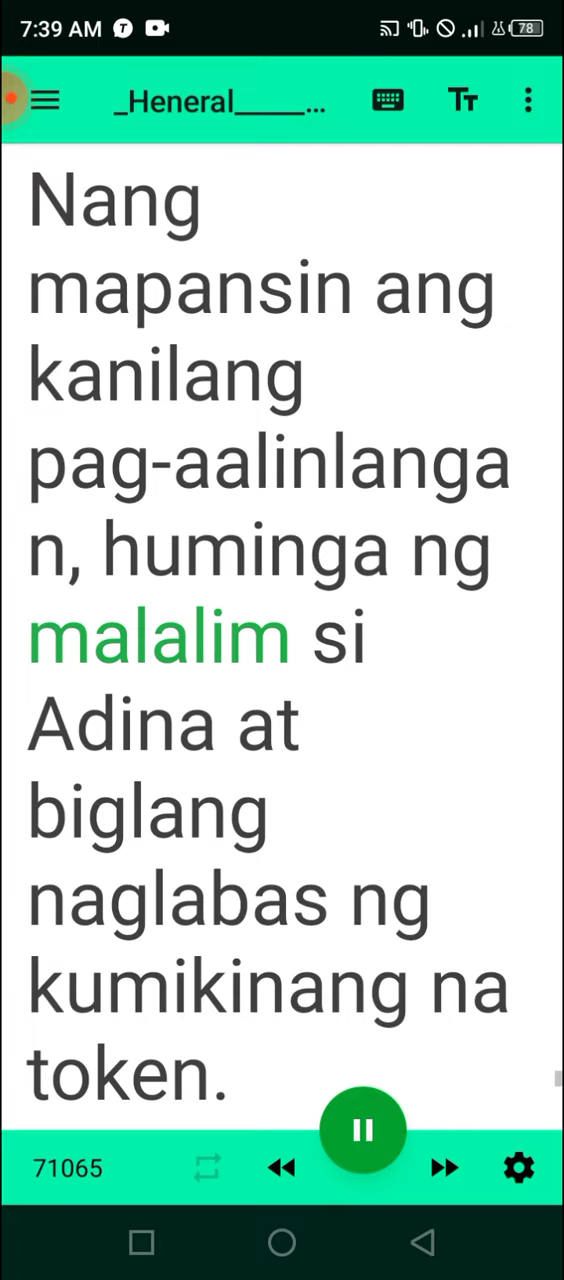 7:39 AM
78
_Heneral_____...
Nang
mapansin ang
kanilang
pag-aalinlanga
n, huminga ng
malalim si
Adina at
biglang
naglabas ng
kumikinang na
token.
71065